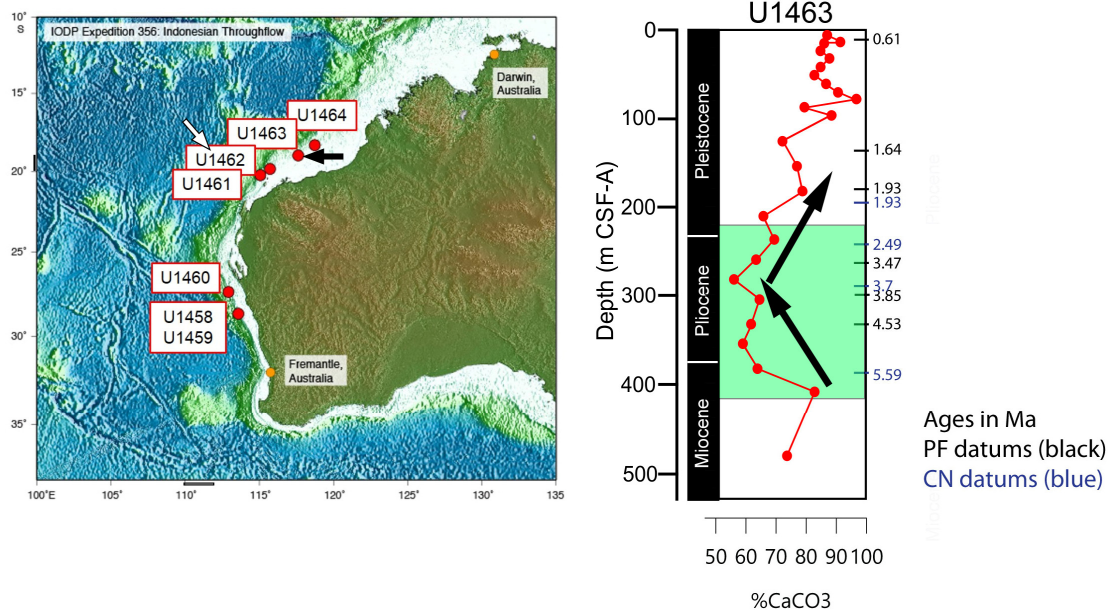 10°
S
15°
20°
25°
30°
35°
100°E
105°
110°
115°
120°
125°
130°
135
IODP Expedition 356: Indonesian Throughflow
Darwin,
Australia
U1464
U1463
U1462
U1461
U1460
U1458
U1459
Fremantle,
Australia
U1463
Depth (m CSF-A)
0
100
200
300
400
500
Pleistocene
Pliocene
Miocene
0.61
1.64
1.93
1.93
2.49
3.47
3.7
3.85
4.53
5.59
50 60 70 80 90 100
%CaCO3
Ages in Ma
PF datums (black)
CN datums (blue)
Pliocene